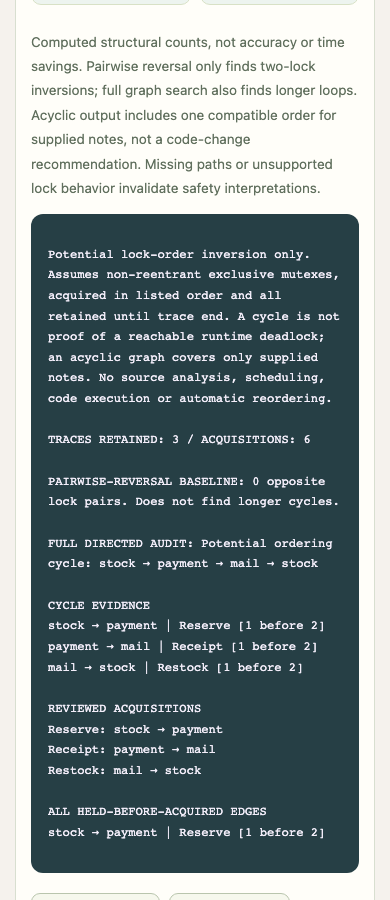 Computed structural counts, not accuracy or time
savings. Pairwise reversal only finds two-lock
inversions; full graph search also finds longer loops.
Acyclic output includes one compatible order for
supplied notes, not a code-change
recommendation. Missing paths or unsupported
lock behavior invalidate safety interpretations.
Potential lock-order inversion only.
Assumes non-reentrant exclusive mutexes,
acquired in listed order and all
retained until trace end. A cycle is not
proof of a reachable runtime deadlock;
an acyclic graph covers only supplied
notes. No source analysis, scheduling,
code execution or automatic reordering.
TRACES RETAINED: 3 / ACQUISITIONS: 6
PAIRWISE-REVERSAL BASELINE: 0 opposite
lock pairs. Does not find longer cycles.
FULL DIRECTED AUDIT: Potential ordering
cycle: stock → payment → mail → stock
CYCLE EVIDENCE
stock → payment | Reserve [1 before 2]
payment → mail | Receipt [1 before 2]
mail → stock | Restock [1 before 2]
REVIEWED ACQUISITIONS
Reserve: stock → payment
Receipt: payment → mail
Restock: mail → stock
ALL HELD-BEFORE-ACQUIRED EDGES
stock → payment | Reserve [1 before 2]